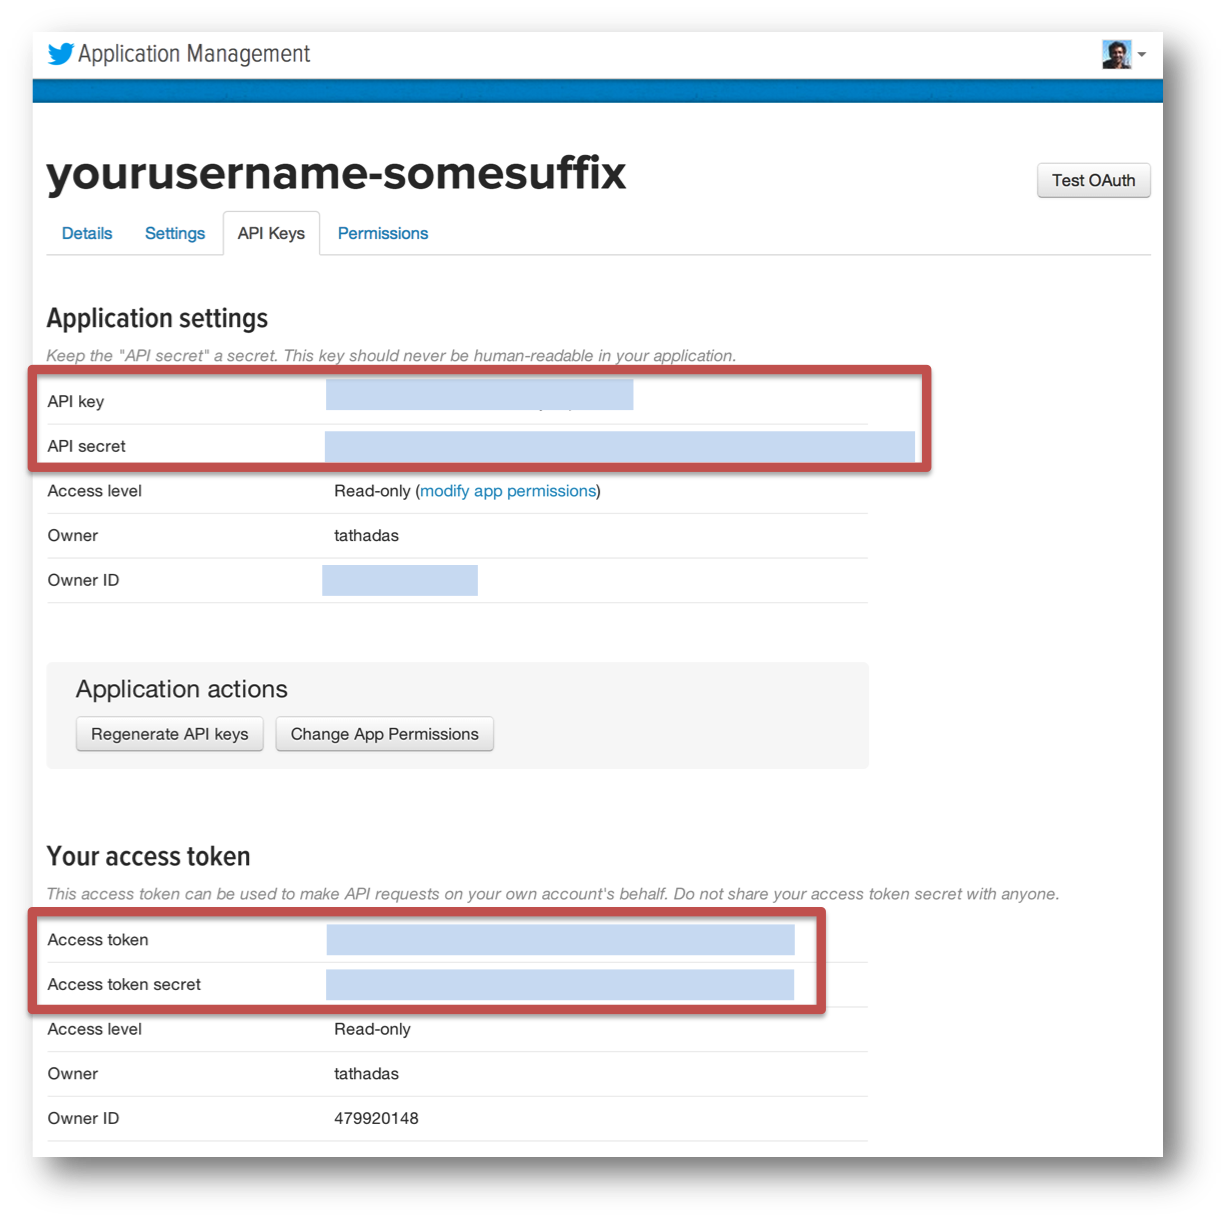 Application Management
yourusername-somesuffix
Test OAuth
Details Settings API Keys Permissions
Application settings
Keep the "API secret" a secret. This key should never be human-readable in your application.
API key
API secret
Access level Read-only (modify app permissions)
Owner tathadas
Owner ID
Application actions
Regenerate API keys Change App Permissions
Your access token
This access token can be used to make API requests on your own account's behalf. Do not share your access token secret with anyone.
Access token
Access token secret
Access level Read-only
Owner tathadas
Owner ID 479920148